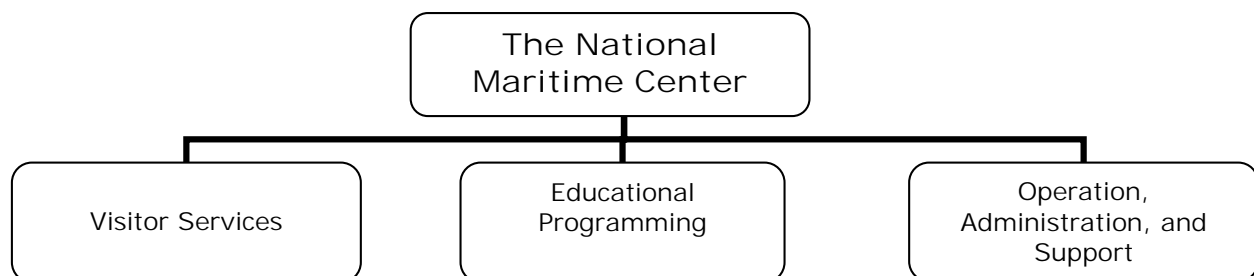 The National
Maritime Center
Visitor Services
Educational
Programming
Operation,
Administration, and
Support